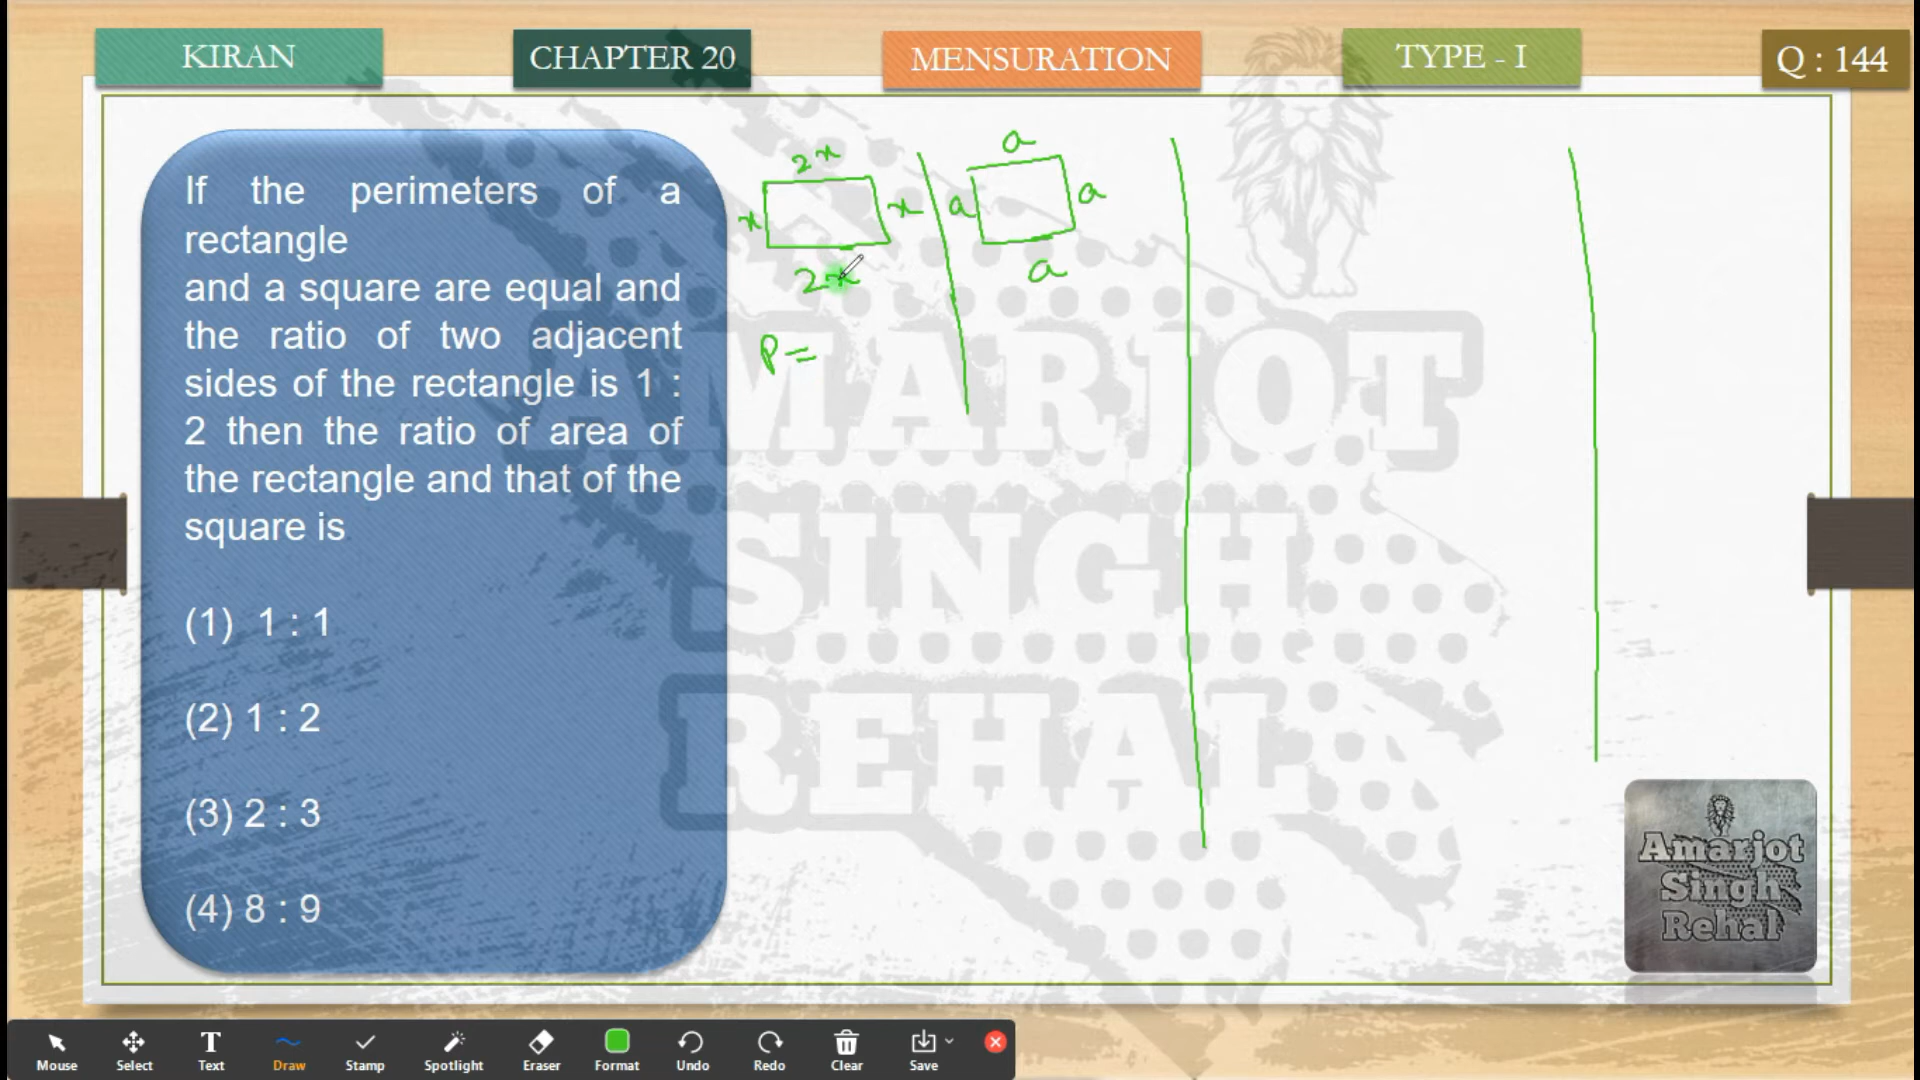 KIRAN
CHAPTER 20
MENSURATION
TYPE - I
Q : 144
If the perimeters of a
rectangle
and a square are equal and
the ratio of two adjacent
sides of the rectangle is 1 :
2 then the ratio of area of
the rectangle and that of the
square is
(1) 1 : 1
(2) 1 : 2
(3) 2 : 3
(4) 8 : 9
2x
x
x
2x
P=
a
a
a
a
AMARJOT
SINGH
REHAL
Amarjot
Singh
Rehal
Mouse
Select
Text
Draw
Stamp
Spotlight
Eraser
Format
Undo
Redo
Clear
Save